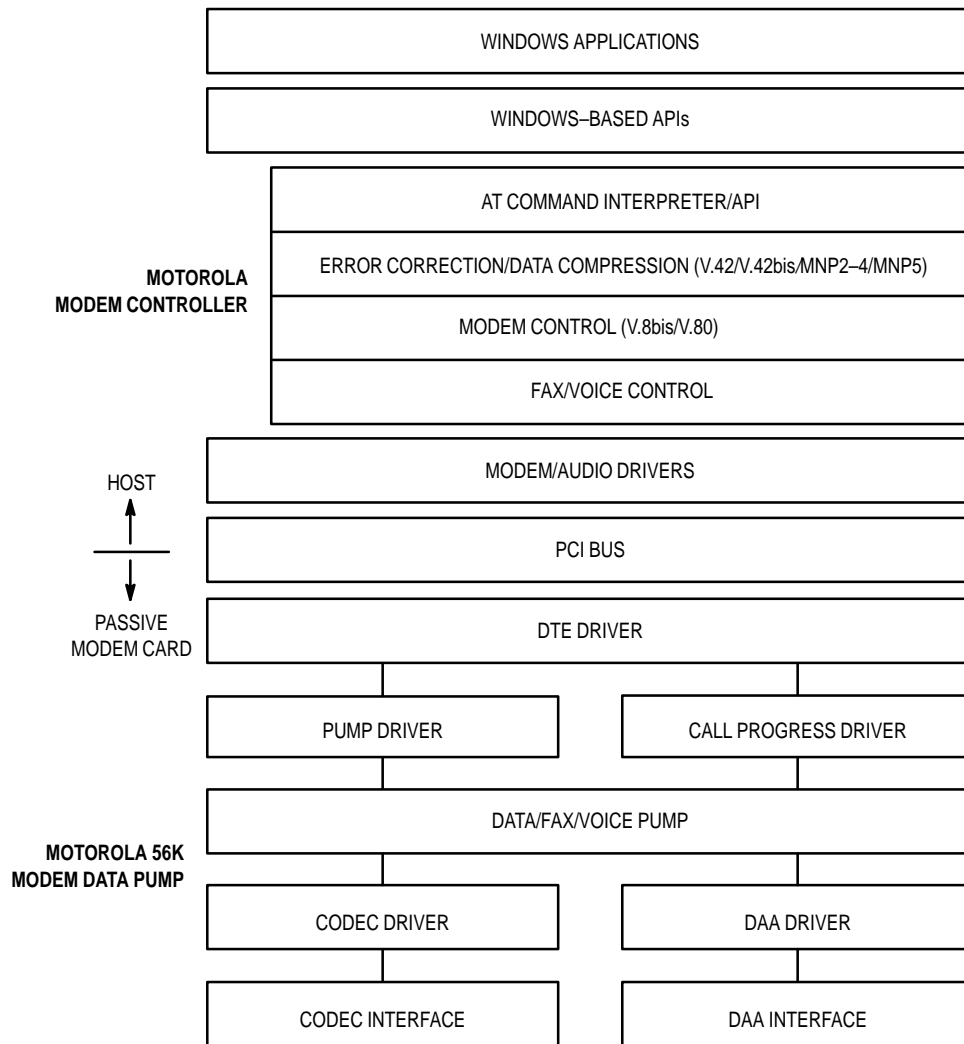 WINDOWS APPLICATIONS
WINDOWS–BASED APIs
AT COMMAND INTERPRETER/API
MOTOROLA
MODEM CONTROLLER
ERROR CORRECTION/DATA COMPRESSION (V.42/V.42bis/MNP2–4/MNP5)
MODEM CONTROL (V.8bis/V.80)
FAX/VOICE CONTROL
MODEM/AUDIO DRIVERS
HOST
PCI BUS
PASSIVE
MODEM CARD
DTE DRIVER
PUMP DRIVER
CALL PROGRESS DRIVER
DATA/FAX/VOICE PUMP
MOTOROLA 56K
MODEM DATA PUMP
CODEC DRIVER
DAA DRIVER
CODEC INTERFACE
DAA INTERFACE